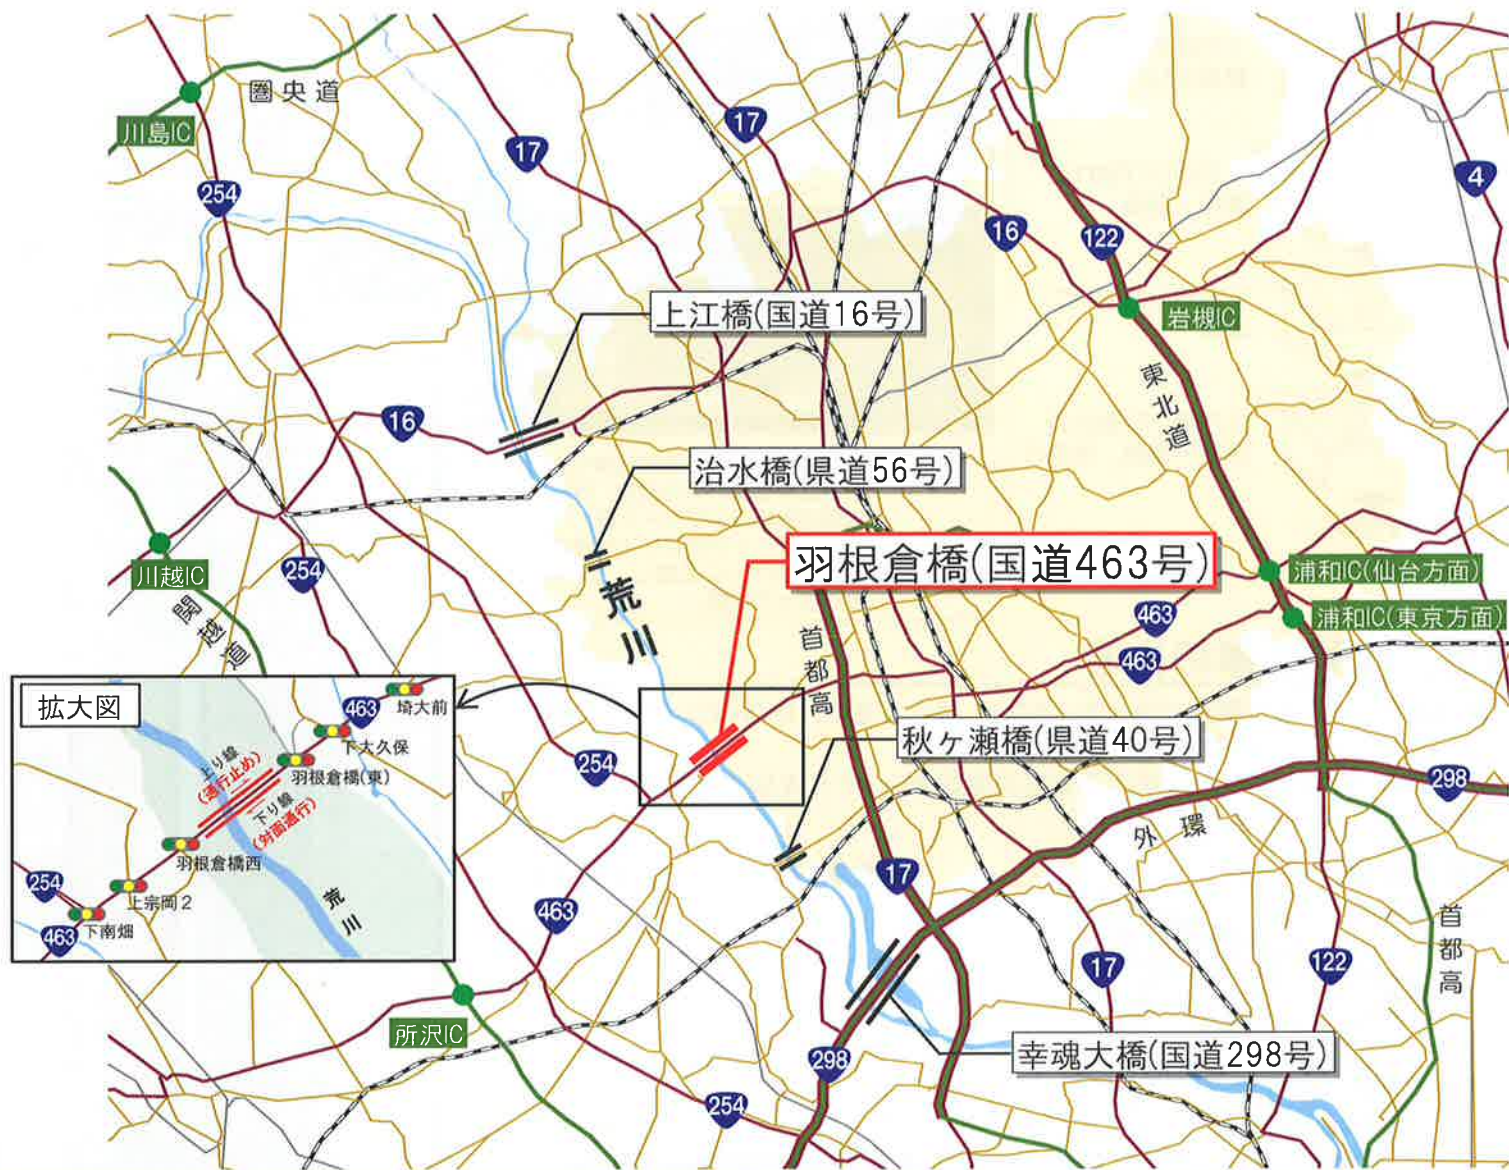 圏央道
川島IC
17
17
254
4
16
122
上江橋(国道16号)
岩槻IC
東北道
16
治水橋(県道56号)
羽根倉橋(国道463号)
川越IC
254
関越道
荒川
浦和IC(仙台方面)
浦和IC(東京方面)
463
463
首都高
拡大図
463
埼大前
下大久保
羽根倉橋(東)
上り線
(通行止め)
下り線
(対面通行)
羽根倉橋西
254
上宗岡2
下南畑
463
荒川
254
秋ヶ瀬橋(県道40号)
298
外環
17
463
首都高
17
122
所沢IC
幸魂大橋(国道298号)
298
254